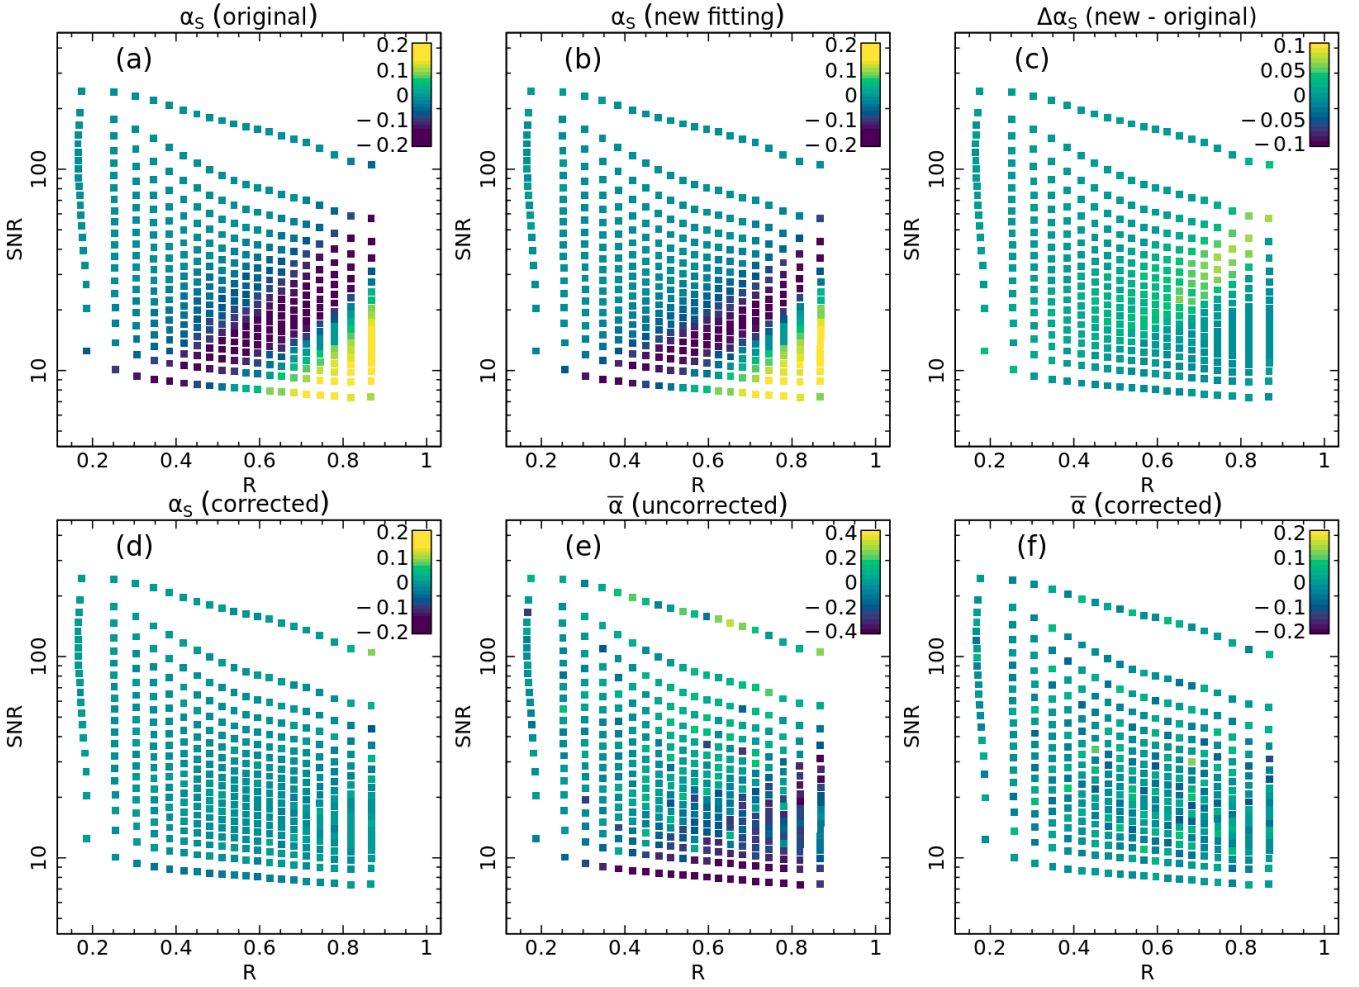 αS (original)
(a)
0.2
0.1
0
−0.1
−0.2
100
10
SNR
0.2 0.4 0.6 0.8 1
R
αS (new fitting)
(b)
0.2
0.1
0
−0.1
−0.2
100
10
SNR
0.2 0.4 0.6 0.8 1
R
ΔαS (new - original)
(c)
0.1
0.05
0
−0.05
−0.1
100
10
SNR
0.2 0.4 0.6 0.8 1
R
αS (corrected)
(d)
0.2
0.1
0
−0.1
−0.2
100
10
SNR
0.2 0.4 0.6 0.8 1
R
α̅ (uncorrected)
(e)
0.4
0.2
0
−0.2
−0.4
100
10
SNR
0.2 0.4 0.6 0.8 1
R
α̅ (corrected)
(f)
0.2
0.1
0
−0.1
−0.2
100
10
SNR
0.2 0.4 0.6 0.8 1
R